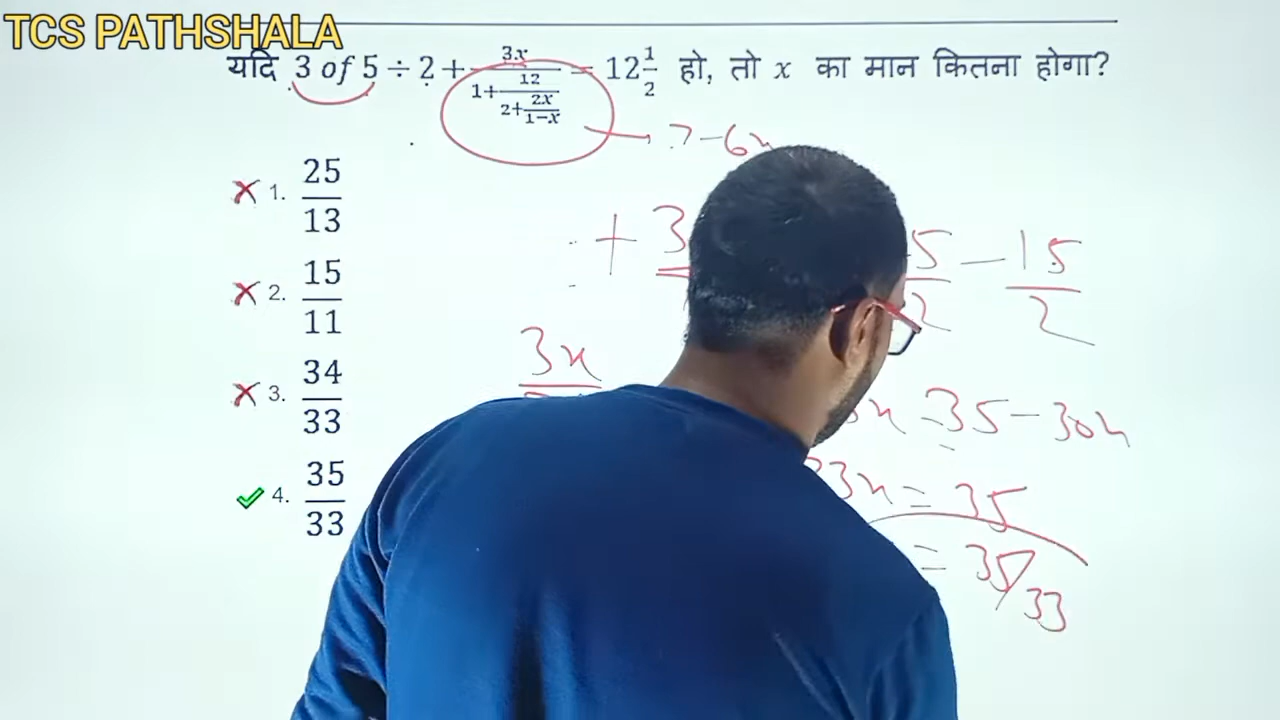 TCS PATHSHALA
यदि 3 of 5 ÷ 2 + 3x / (1 + 12 / (2 + 2x / (1−x))) = 12 1/2 हो, तो x का मान कितना होगा?
7 − 6x
1. 25/13
+ 3 5/2 − 15/2
2. 15/11
3x
3. 34/33
x = 35 − 30x
4. 35/33
33x = 35
= 35/33